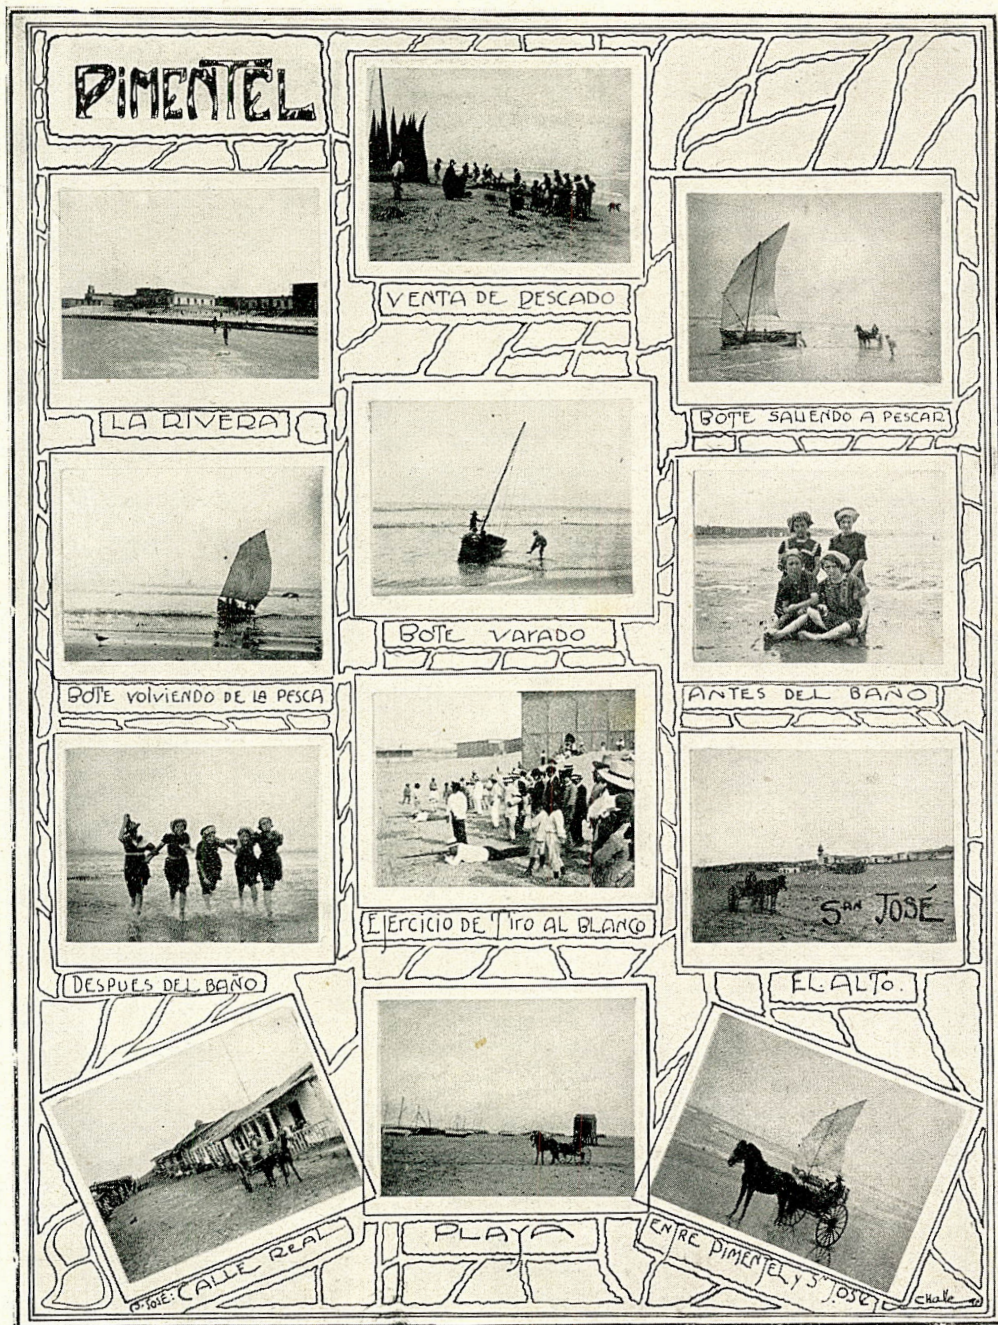 PIMENTEL
VENTA DE PESCADO
LA RIVERA
BOTE SALIENDO A PESCAR
BOTE VARADO
BOTE VOLVIENDO DE LA PESCA
ANTES DEL BAÑO
EJERCICIO DE TIRO AL BLANCO
SAN JOSÉ
DESPUES DEL BAÑO
EL ALTO.
S. JOSÉ: CALLE REAL
PLAYA
ENTRE PIMENTEL Y SN JOSÉ